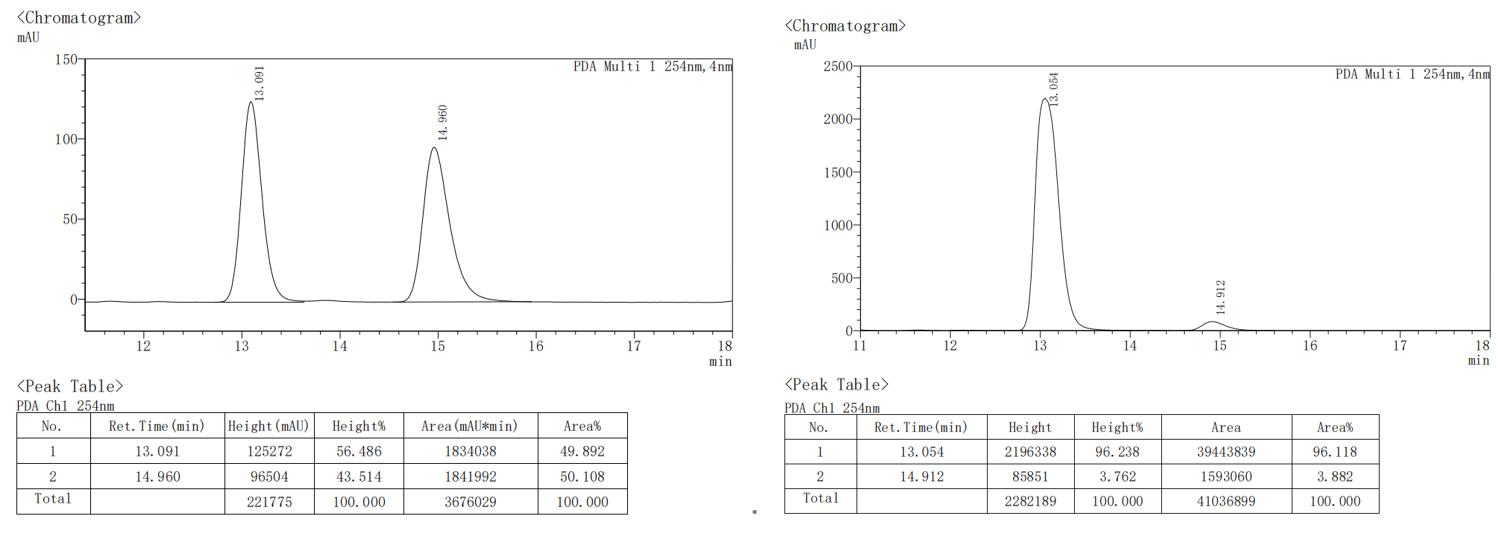 <Chromatogram>
mAU
150
100
50
0
PDA Multi 1 254nm,4nm
13.091
14.960
12 13 14 15 16 17 18
min
<Peak Table>
PDA Ch1 254nm
No. Ret.Time(min) Height(mAU) Height% Area(mAU*min) Area%
1 13.091 125272 56.486 1834038 49.892
2 14.960 96504 43.514 1841992 50.108
Total 221775 100.000 3676029 100.000
<Chromatogram>
mAU
2500
2000
1500
1000
500
0
PDA Multi 1 254nm,4nm
13.054
14.912
11 12 13 14 15 16 17 18
min
<Peak Table>
PDA Ch1 254nm
No. Ret.Time(min) Height Height% Area Area%
1 13.054 2196338 96.238 39443839 96.118
2 14.912 85851 3.762 1593060 3.882
Total 2282189 100.000 41036899 100.000